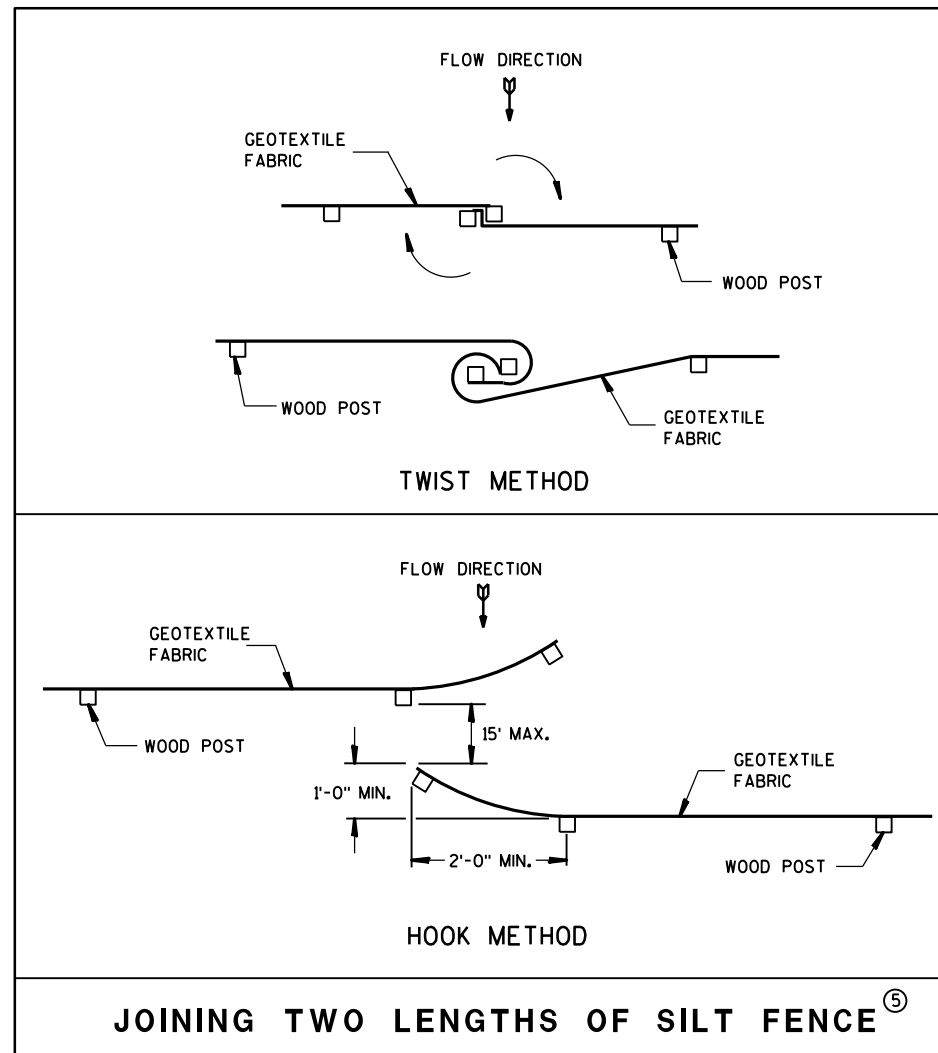 FLOW DIRECTION
GEOTEXTILE
FABRIC
WOOD POST
WOOD POST
GEOTEXTILE
FABRIC
TWIST METHOD
FLOW DIRECTION
GEOTEXTILE
FABRIC
WOOD POST
15' MAX.
GEOTEXTILE
FABRIC
1'-0" MIN.
2'-0" MIN.
WOOD POST
HOOK METHOD
JOINING TWO LENGTHS OF SILT FENCE ⑤